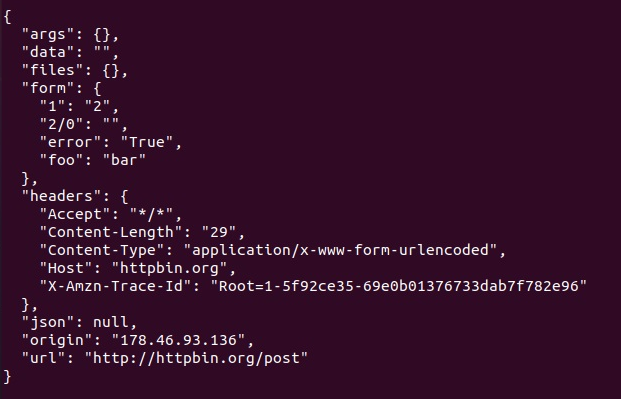 {
  "args": {},
  "data": "",
  "files": {},
  "form": {
    "1": "2",
    "2/0": "",
    "error": "True",
    "foo": "bar"
  },
  "headers": {
    "Accept": "*/*",
    "Content-Length": "29",
    "Content-Type": "application/x-www-form-urlencoded",
    "Host": "httpbin.org",
    "X-Amzn-Trace-Id": "Root=1-5f92ce35-69e0b01376733dab7f782e96"
  },
  "json": null,
  "origin": "178.46.93.136",
  "url": "http://httpbin.org/post"
}